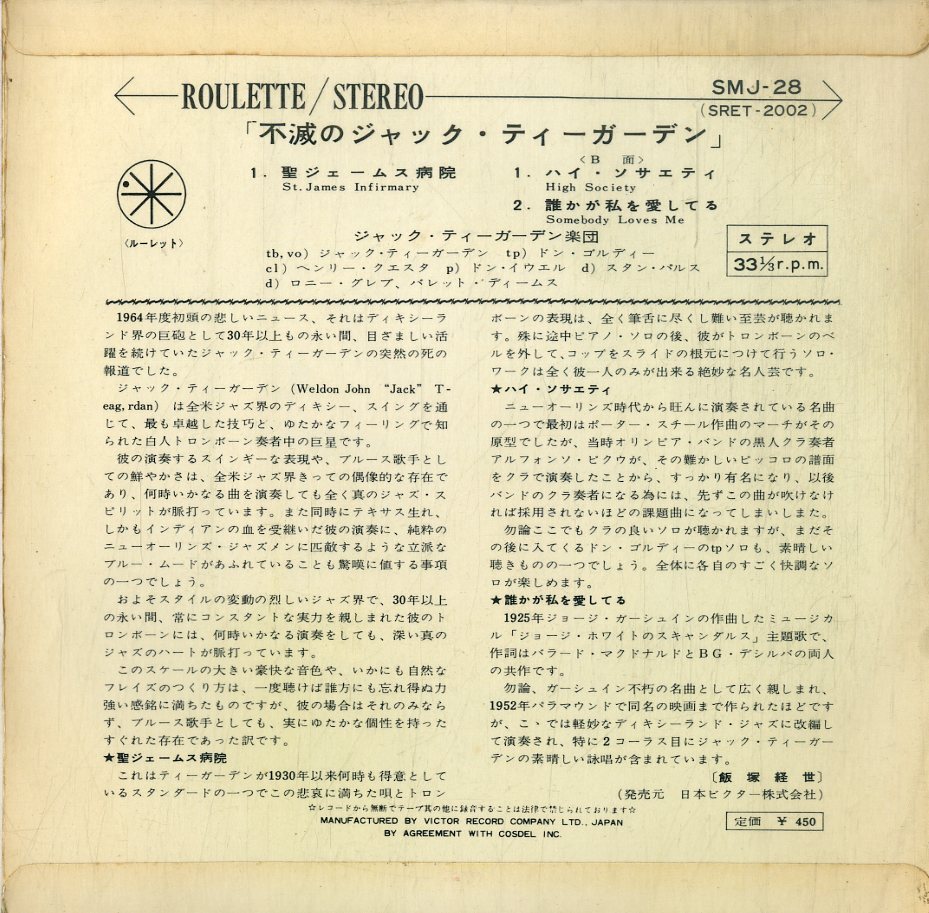 ROULETTE/STEREO
SMJ-28
(SRET-2002)
「不滅のジャック・ティーガーデン」
1. 聖ジェームス病院
St. James Infirmary
〈B 面〉
1. ハイ・ソサエティ
High Society
2. 誰かが私を愛してる
Somebody Loves Me
〈ルーレット〉
ジャック・ティーガーデン楽団
tb, vo) ジャック・ティーガーデン tp) ドン・ゴルディー
cl) ヘンリー・クエスタ p) ドン・イウエル d) スタン・パルス
d) ロニー・グレブ、バレット・ディームス
ステレオ
33⅓r.p.m.
1964年度初頭の悲しいニュース、それはディキシーラ
ンド界の巨砲として30年以上もの永い間、目ざましい活
躍を続けていたジャック・ティーガーデンの突然の死の
報道でした。
ジャック・ティーガーデン (Weldon John “Jack” T-
eag, rdan) は全米ジャズ界のディキシー、スイングを通
じて、最も卓越した技巧と、ゆたかなフィーリングで知
られた白人トロンボーン奏者中の巨星です。
彼の演奏するスインギーな表現や、ブルース歌手とし
ての鮮やかさは、全米ジャズ界きっての偶像的な存在で
あり、何時いかなる曲を演奏しても全く真のジャズ・ス
ピリットが脈打っています。また同時にテキサス生れ、
しかもインディアンの血を受継いだ彼の演奏に、純粋の
ニューオーリンズ・ジャズメンに匹敵するような立派な
ブルー・ムードがあふれていることも驚嘆に値する事項
の一つでしょう。
およそスタイルの変動の烈しいジャズ界で、30年以上
の永い間、常にコンスタントな実力を親しまれた彼のト
ロンボーンには、何時いかなる演奏をしても、深い真の
ジャズのハートが脈打っています。
このスケールの大きい豪快な音色や、いかにも自然な
フレイズのつくり方は、一度聴けば誰方にも忘れ得ぬ力
強い感銘に満ちたものですが、彼の場合はそれのみなら
ず、ブルース歌手としても、実にゆたかな個性を持った
すぐれた存在であった訳です。
★聖ジェームス病院
これはティーガーデンが1930年以来何時も得意として
いるスタンダードの一つでこの悲哀に満ちた唄とトロン
ボーンの表現は、全く筆舌に尽くし難い至芸が聴かれま
す。殊に途中ピアノ・ソロの後、彼がトロンボーンのベ
ルを外して、コップをスライドの根元につけて行うソロ・
ワークは全く彼一人のみが出来る絶妙な名人芸です。
★ハイ・ソサエティ
ニューオーリンズ時代から旺んに演奏されている名曲
の一つで最初はポーター・スチール作曲のマーチがその
原型でしたが、当時オリンピア・バンドの黒人クラ奏者
アルフォンソ・ピクウが、その難かしいピッコロの譜面
をクラで演奏したことから、すっかり有名になり、以後
バンドのクラ奏者になる為には、先ずこの曲が吹けなけ
れば採用されないほどの課題曲になってしまいしまた。
勿論ここでもクラの良いソロが聴かれますが、まだそ
の後に入てくるドン・ゴルディーのtpソロも、素晴しい
聴きものの一つでしょう。全体に各自のすごく快調なソ
ロが楽しめます。
★誰かが私を愛してる
1925年ジョージ・ガーシュインの作曲したミュージカ
ル「ジョージ・ホワイトのスキャンダルス」主題歌で、
作詞はバラード・マクドナルドとBG・デシルバの両人
の共作です。
勿論、ガーシュイン不朽の名曲として広く親しまれ、
1952年パラマウンドで同名の映画まで作られたほどです
が、こゝでは軽妙なディキシーランド・ジャズに改編し
て演奏され、特に2コーラス目にジャック・ティーガー
デンの素晴しい詠唱が含まれています。
〔飯塚経世〕
(発売元 日本ビクター株式会社)
☆レコードから無断でテープ其の他に録音することは法律で禁じられております☆
MANUFACTURED BY VICTOR RECORD COMPANY LTD., JAPAN
BY AGREEMENT WITH COSDEL INC.
定価 ¥ 450